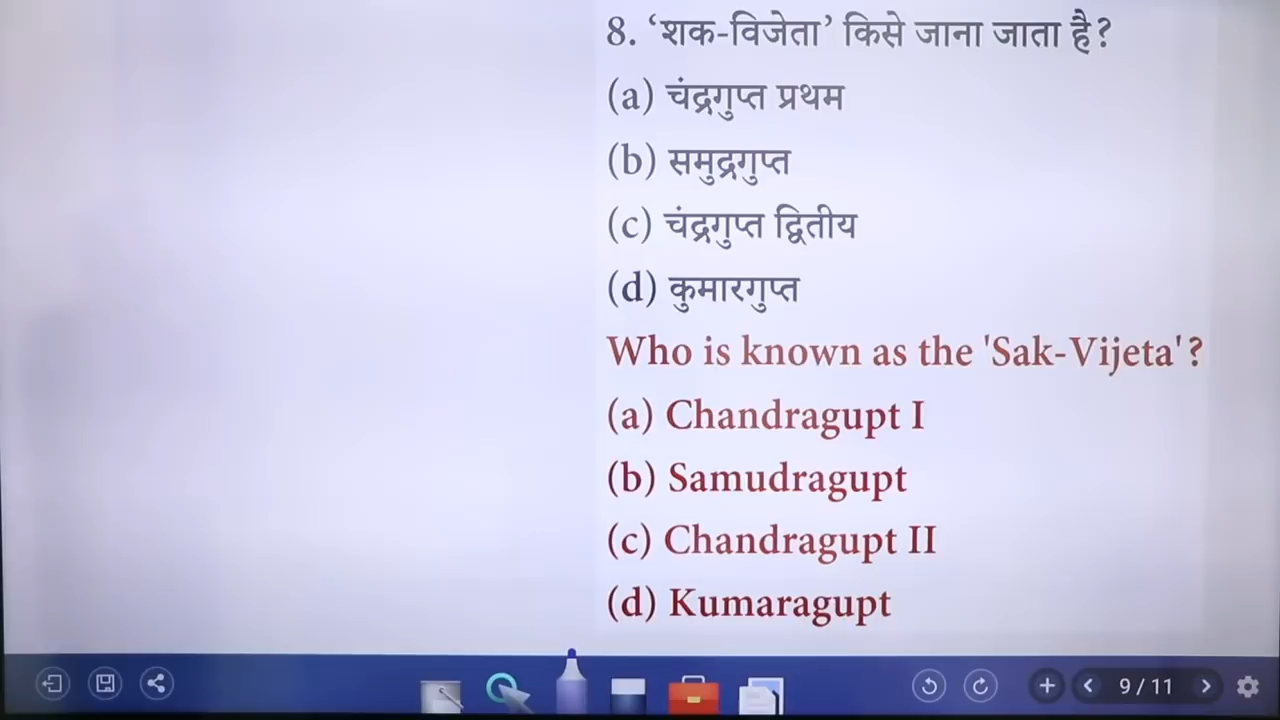 8. ‘शक-विजेता’ किसे जाना जाता है?
(a) चंद्रगुप्त प्रथम
(b) समुद्रगुप्त
(c) चंद्रगुप्त द्वितीय
(d) कुमारगुप्त
Who is known as the 'Sak-Vijeta'?
(a) Chandragupt I
(b) Samudragupt
(c) Chandragupt II
(d) Kumaragupt
9 / 11